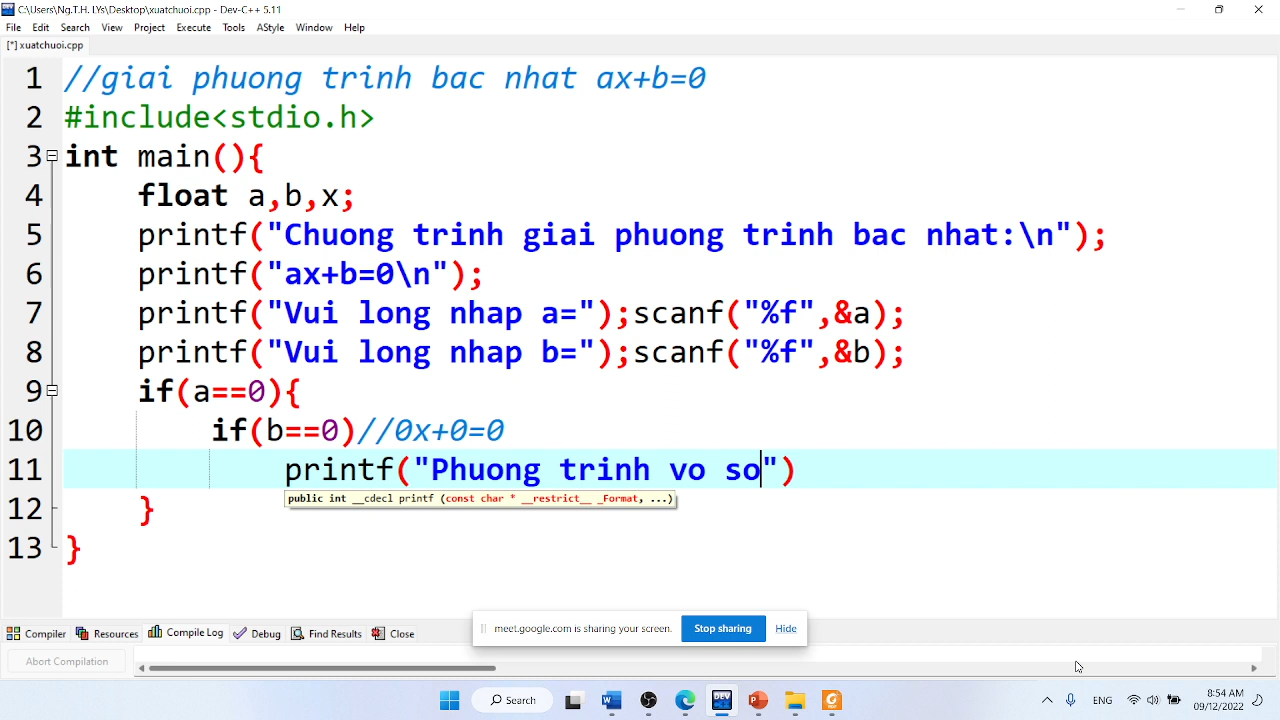 C:\Users\Ng.T.H. LYs\Desktop\xuatchuoi.cpp - Dev-C++ 5.11
File Edit Search View Project Execute Tools AStyle Window Help
[*] xuatchuoi.cpp
1 //giai phuong trinh bac nhat ax+b=0
2 #include<stdio.h>
3 int main(){
4 float a,b,x;
5 printf("Chuong trinh giai phuong trinh bac nhat:\n");
6 printf("ax+b=0\n");
7 printf("Vui long nhap a=");scanf("%f",&a);
8 printf("Vui long nhap b=");scanf("%f",&b);
9 if(a==0){
10 if(b==0)//0x+0=0
11 printf("Phuong trinh vo so")
public int __cdecl printf (const char * __restrict__ _Format, ...)
12 }
13 }
meet.google.com is sharing your screen. Stop sharing Hide
Compiler Resources Compile Log Debug Find Results Close
Abort Compilation
Search DEV ENG 8:54 AM
09/12/2022